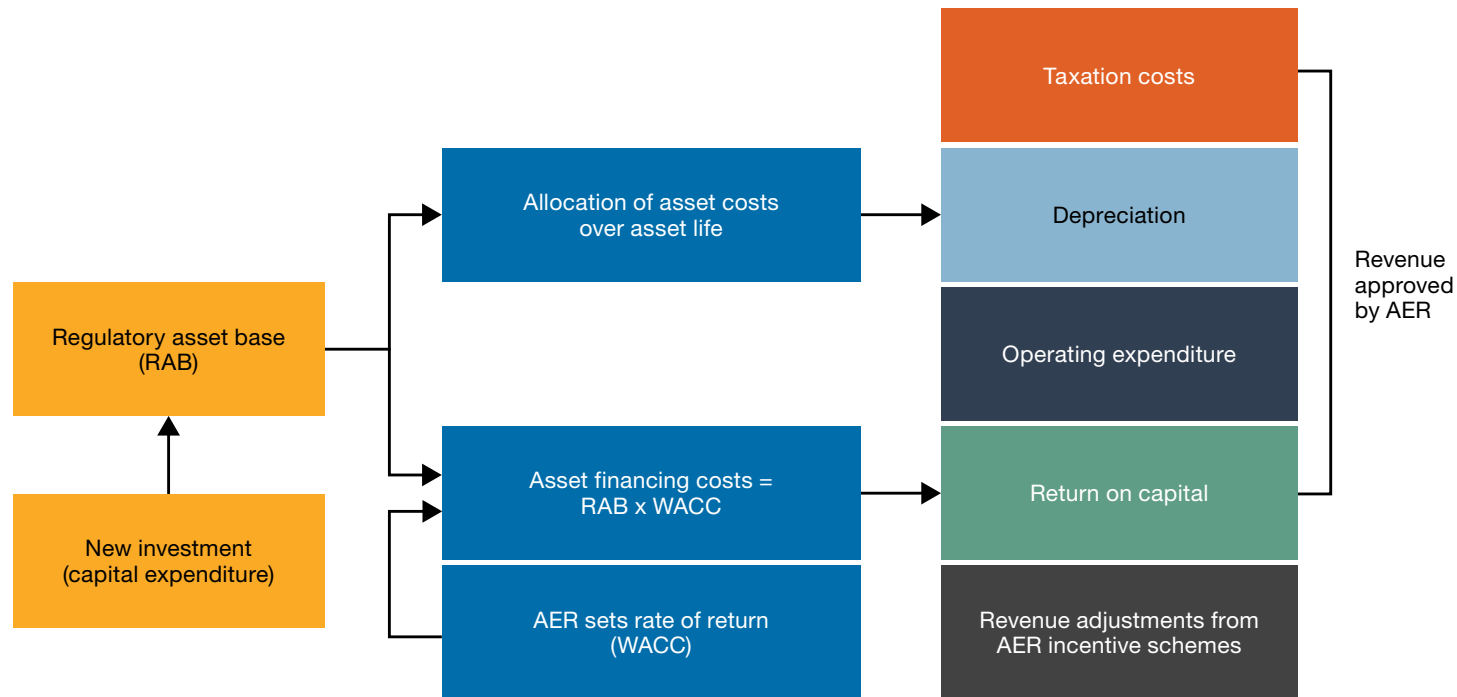 Taxation costs
Allocation of asset costs
over asset life
Depreciation
Revenue
approved
by AER
Regulatory asset base
(RAB)
Operating expenditure
Asset financing costs =
RAB x WACC
Return on capital
New investment
(capital expenditure)
AER sets rate of return
(WACC)
Revenue adjustments from
AER incentive schemes